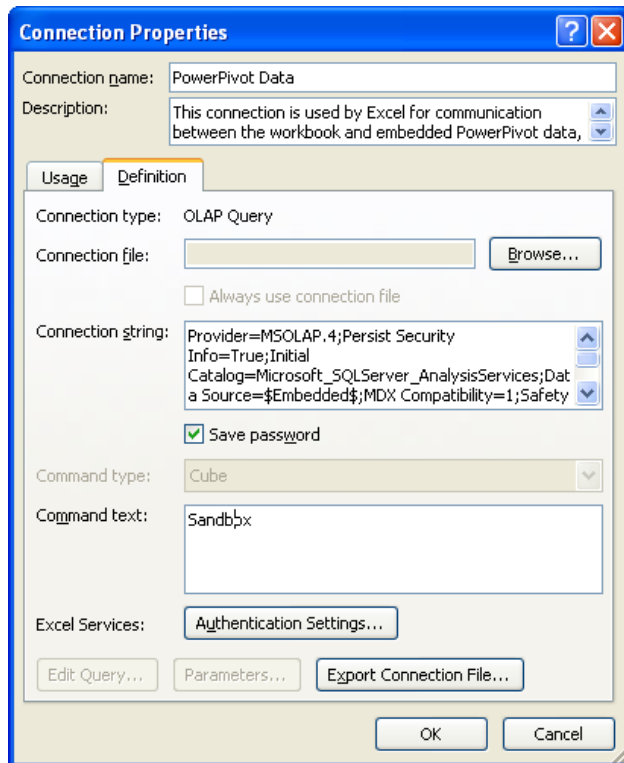 Connection Properties
Connection name: PowerPivot Data
Description: This connection is used by Excel for communication
between the workbook and embedded PowerPivot data,
Usage Definition
Connection type: OLAP Query
Connection file: Browse...
Always use connection file
Connection string: Provider=MSOLAP.4;Persist Security
Info=True;Initial
Catalog=Microsoft_SQLServer_AnalysisServices;Dat
a Source=$Embedded$;MDX Compatibility=1;Safety
Save password
Command type: Cube
Command text: Sandbox
Excel Services: Authentication Settings...
Edit Query... Parameters... Export Connection File...
OK Cancel